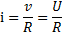 i = v/R = U/R